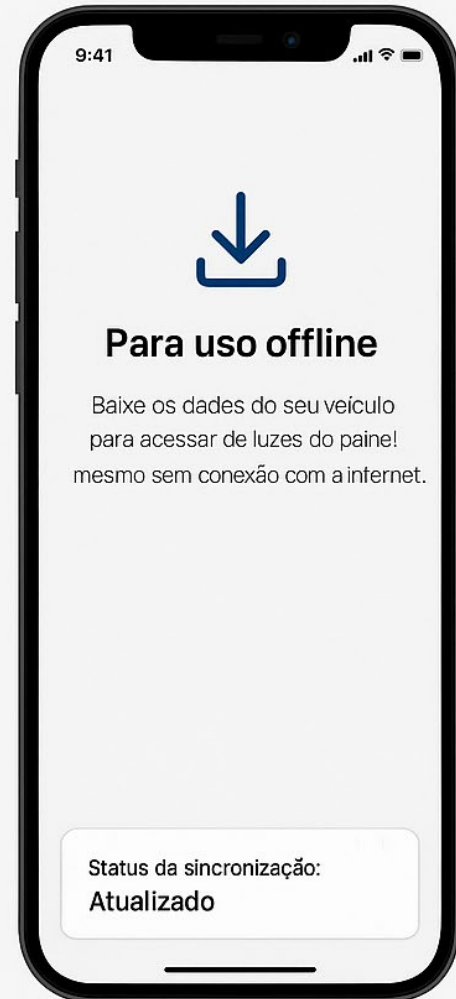 9:41
Para uso offline
Baixe os dades do seu veículo
para acessar de luzes do paine!
mesmo sem conexão com a infernet.
Status da sincronização:
Atualizado